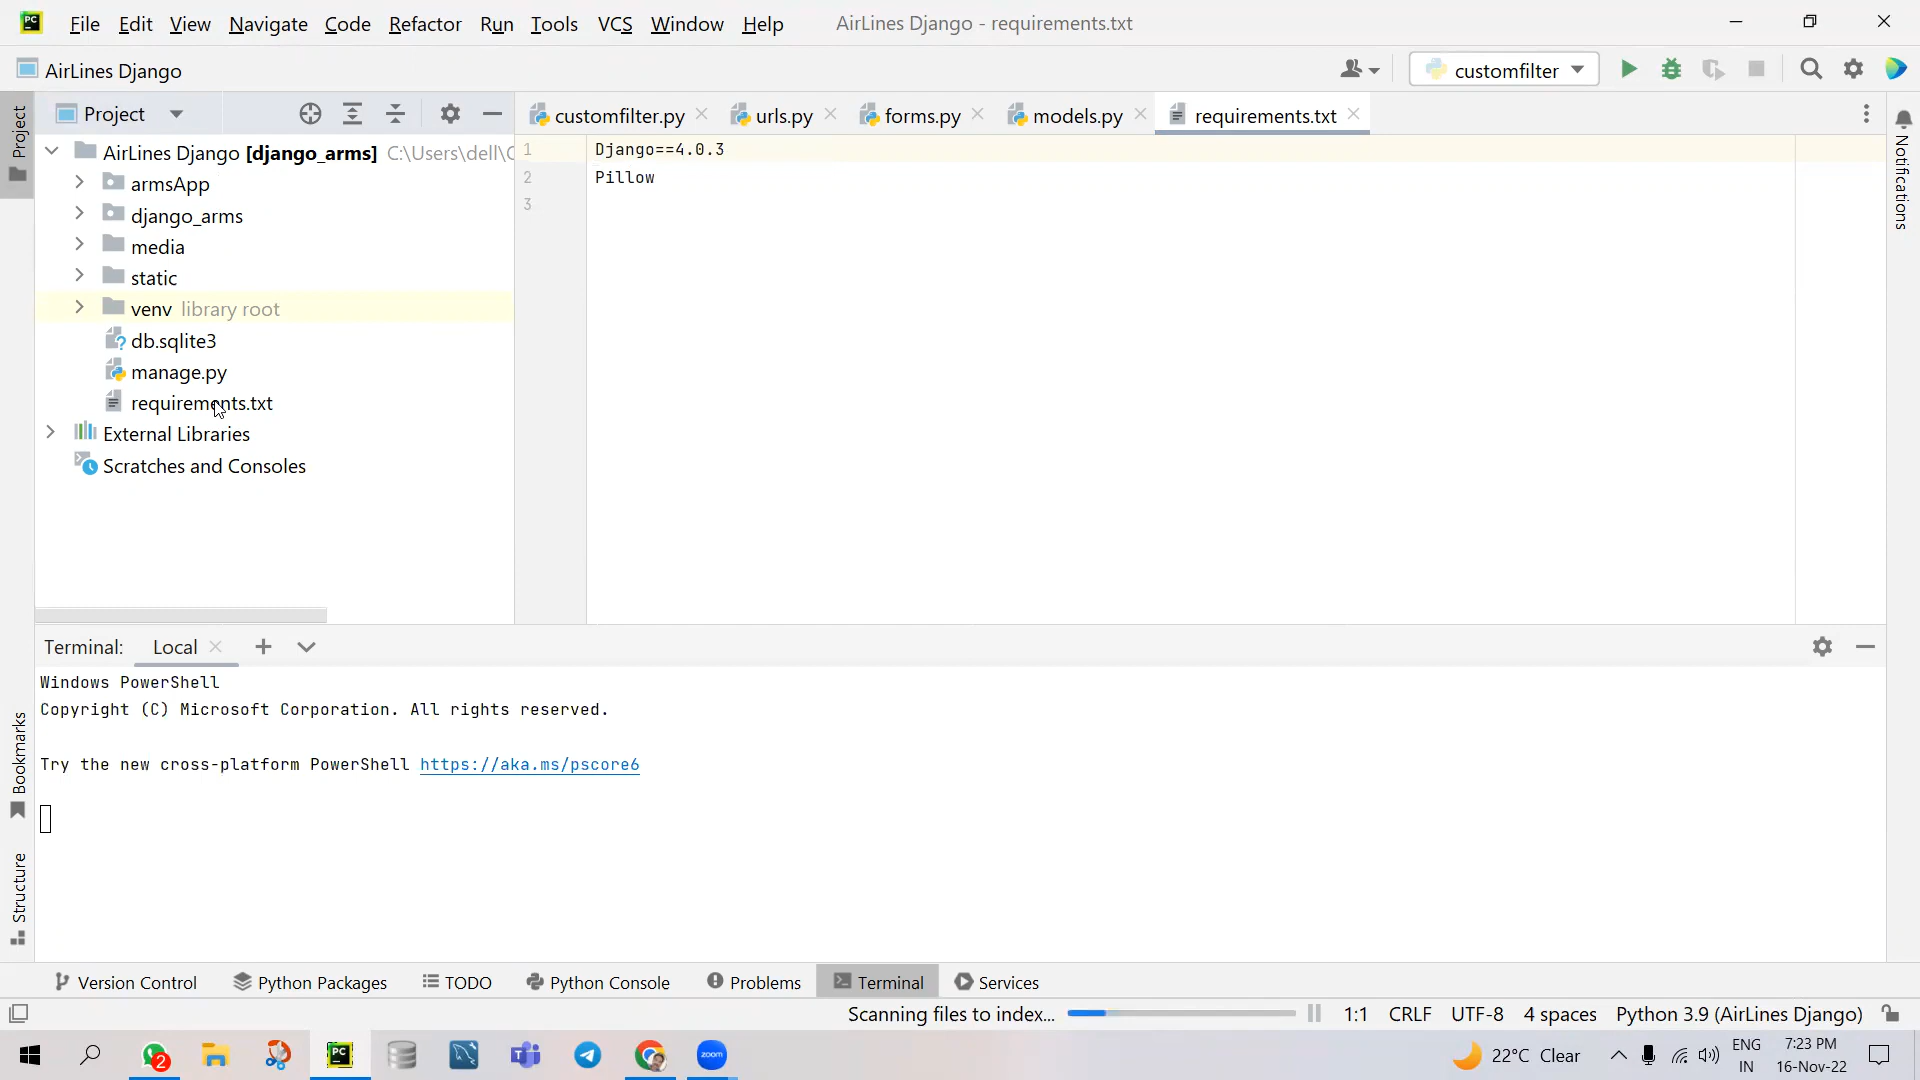 PC File Edit View Navigate Code Refactor Run Tools VCS Window Help AirLines Django - requirements.txt
AirLines Django customfilter
Project
Project customfilter.py urls.py forms.py models.py requirements.txt
Notifications
AirLines Django [django_arms] C:\Users\dell\
armsApp
django_arms
media
static
venv library root
db.sqlite3
manage.py
requirements.txt
External Libraries
Scratches and Consoles
1 Django==4.0.3
2 Pillow
3
Terminal: Local
Windows PowerShell
Copyright (C) Microsoft Corporation. All rights reserved.
Try the new cross-platform PowerShell https://aka.ms/pscore6
Bookmarks
Structure
Version Control Python Packages TODO Python Console Problems Terminal Services
Scanning files to index... 1:1 CRLF UTF-8 4 spaces Python 3.9 (AirLines Django)
2 PC zoom 22°C Clear ENG 7:23 PM
IN 16-Nov-22